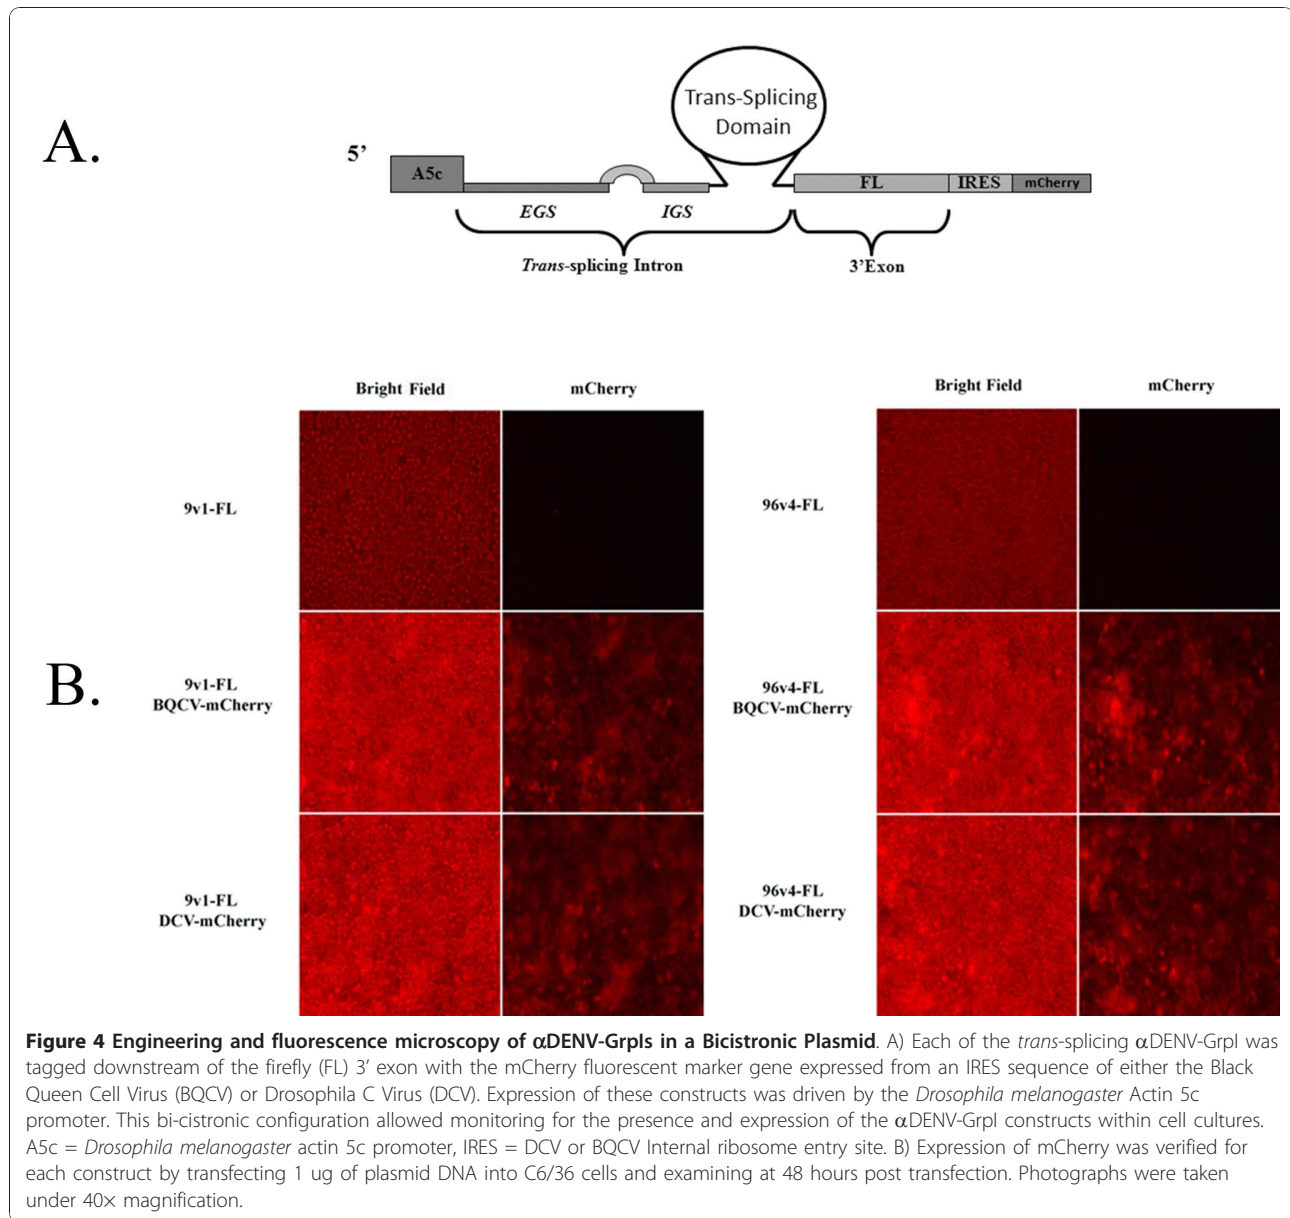 A.
5’
Trans-Splicing
Domain
A5c
FL
IRES
mCherry
EGS
IGS
Trans-splicing Intron
3’Exon
B.
Bright Field
mCherry
Bright Field
mCherry
9v1-FL
96v4-FL
9v1-FL
BQCV-mCherry
96v4-FL
BQCV-mCherry
9v1-FL
DCV-mCherry
96v4-FL
DCV-mCherry
Figure 4 Engineering and fluorescence microscopy of αDENV-GrpIs in a Bicistronic Plasmid. A) Each of the trans-splicing αDENV-GrpI was
tagged downstream of the firefly (FL) 3’ exon with the mCherry fluorescent marker gene expressed from an IRES sequence of either the Black
Queen Cell Virus (BQCV) or Drosophila C Virus (DCV). Expression of these constructs was driven by the Drosophila melanogaster Actin 5c
promoter. This bi-cistronic configuration allowed monitoring for the presence and expression of the αDENV-GrpI constructs within cell cultures.
A5c = Drosophila melanogaster actin 5c promoter, IRES = DCV or BQCV Internal ribosome entry site. B) Expression of mCherry was verified for
each construct by transfecting 1 ug of plasmid DNA into C6/36 cells and examining at 48 hours post transfection. Photographs were taken
under 40× magnification.